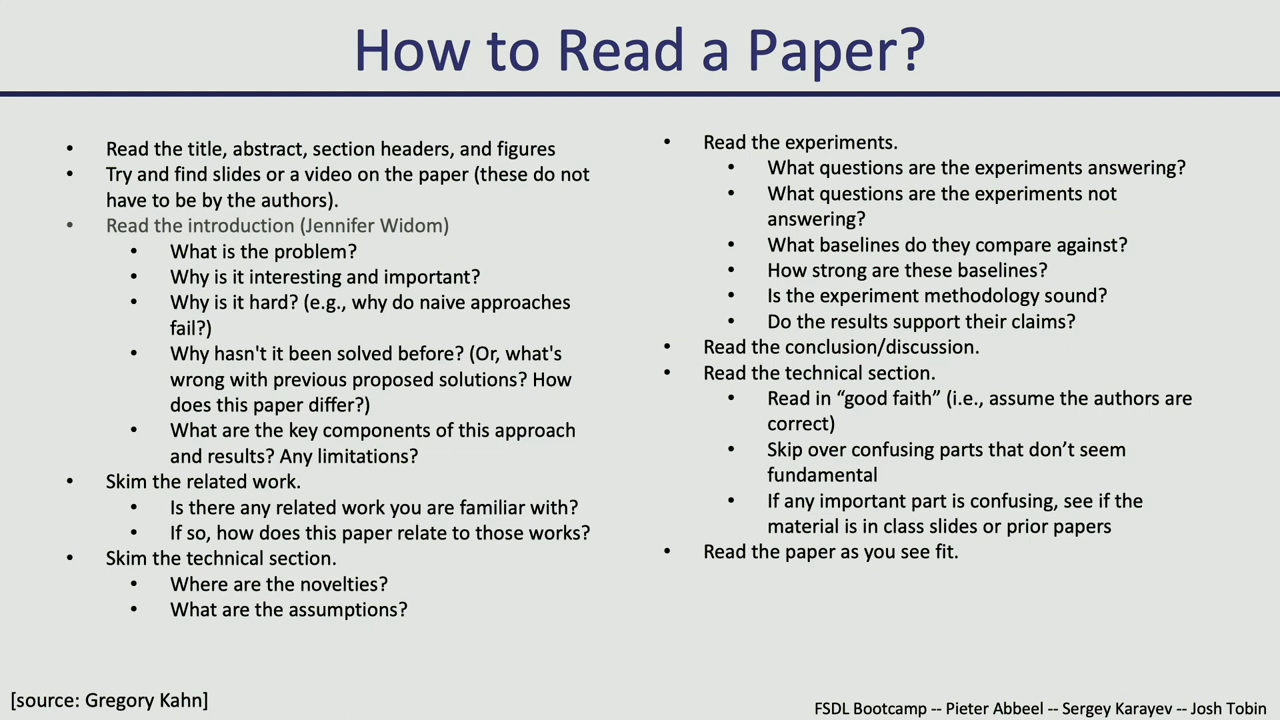 How to Read a Paper?
• Read the title, abstract, section headers, and figures
• Try and find slides or a video on the paper (these do not
have to be by the authors).
• Read the introduction (Jennifer Widom)
• What is the problem?
• Why is it interesting and important?
• Why is it hard? (e.g., why do naive approaches
fail?)
• Why hasn't it been solved before? (Or, what's
wrong with previous proposed solutions? How
does this paper differ?)
• What are the key components of this approach
and results? Any limitations?
• Skim the related work.
• Is there any related work you are familiar with?
• If so, how does this paper relate to those works?
• Skim the technical section.
• Where are the novelties?
• What are the assumptions?
• Read the experiments.
• What questions are the experiments answering?
• What questions are the experiments not
answering?
• What baselines do they compare against?
• How strong are these baselines?
• Is the experiment methodology sound?
• Do the results support their claims?
• Read the conclusion/discussion.
• Read the technical section.
• Read in “good faith” (i.e., assume the authors are
correct)
• Skip over confusing parts that don’t seem
fundamental
• If any important part is confusing, see if the
material is in class slides or prior papers
• Read the paper as you see fit.
[source: Gregory Kahn]
FSDL Bootcamp -- Pieter Abbeel -- Sergey Karayev -- Josh Tobin